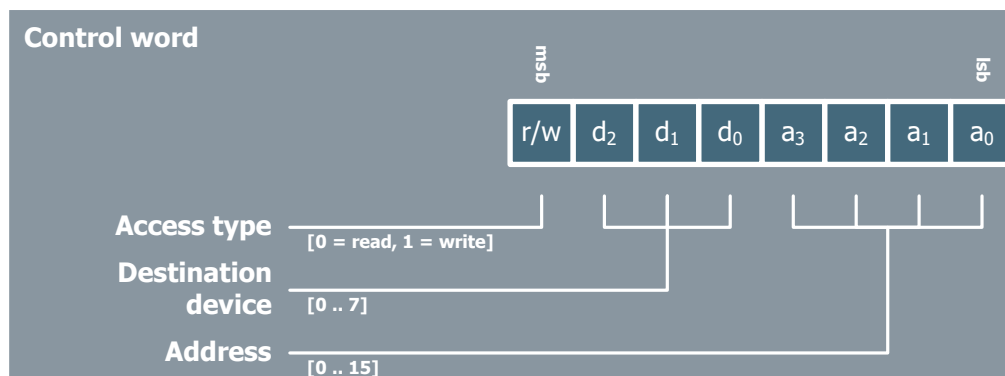 Control word
msb
lsb
r/w d₂ d₁ d₀ a₃ a₂ a₁ a₀
Access type
[0 = read, 1 = write]
Destination
device
[0 .. 7]
Address
[0 .. 15]